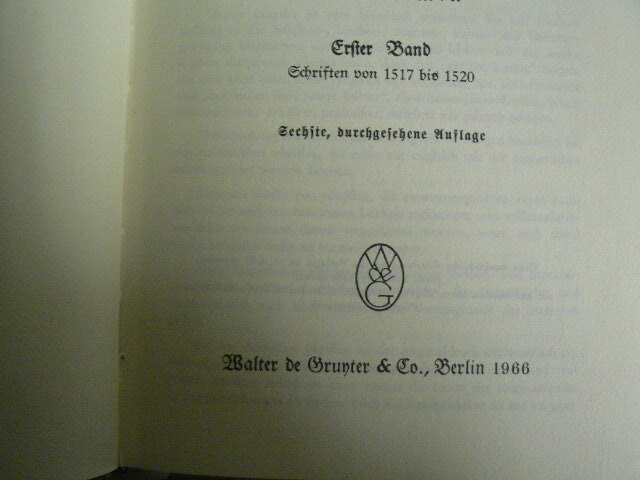 Erster Band
Schriften von 1517 bis 1520
Sechste, durchgesehene Auflage
W
&
G
Walter de Gruyter & Co., Berlin 1966